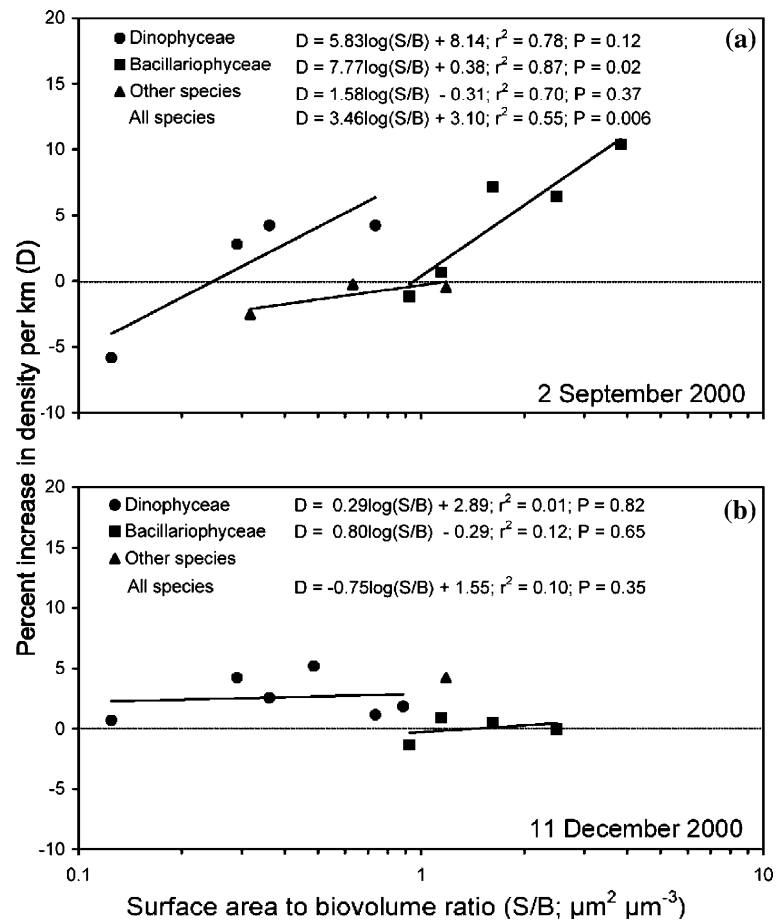 Percent increase in density per km (D)
20
15
10
5
0
-5
-10
(a)
Dinophyceae D = 5.83log(S/B) + 8.14; r² = 0.78; P = 0.12
Bacillariophyceae D = 7.77log(S/B) + 0.38; r² = 0.87; P = 0.02
Other species D = 1.58log(S/B) - 0.31; r² = 0.70; P = 0.37
All species D = 3.46log(S/B) + 3.10; r² = 0.55; P = 0.006
2 September 2000
20
15
10
5
0
-5
-10
(b)
Dinophyceae D = 0.29log(S/B) + 2.89; r² = 0.01; P = 0.82
Bacillariophyceae D = 0.80log(S/B) - 0.29; r² = 0.12; P = 0.65
Other species
All species D = -0.75log(S/B) + 1.55; r² = 0.10; P = 0.35
11 December 2000
0.1 1 10
Surface area to biovolume ratio (S/B; µm² µm⁻³)